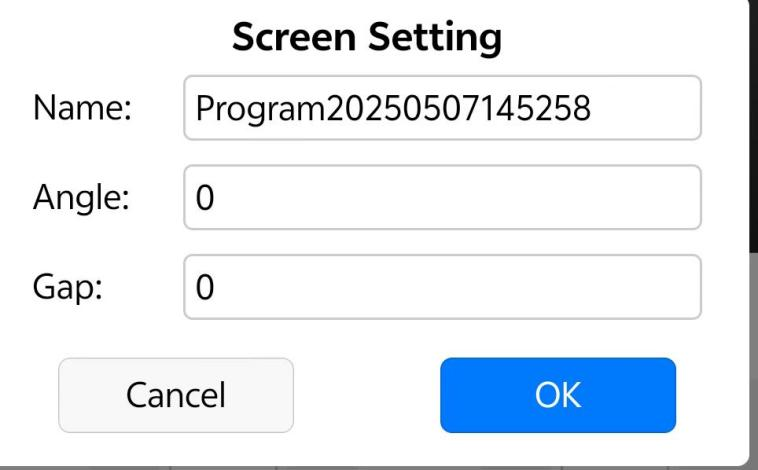 Screen Setting
Name: Program20250507145258
Angle: 0
Gap: 0
Cancel OK